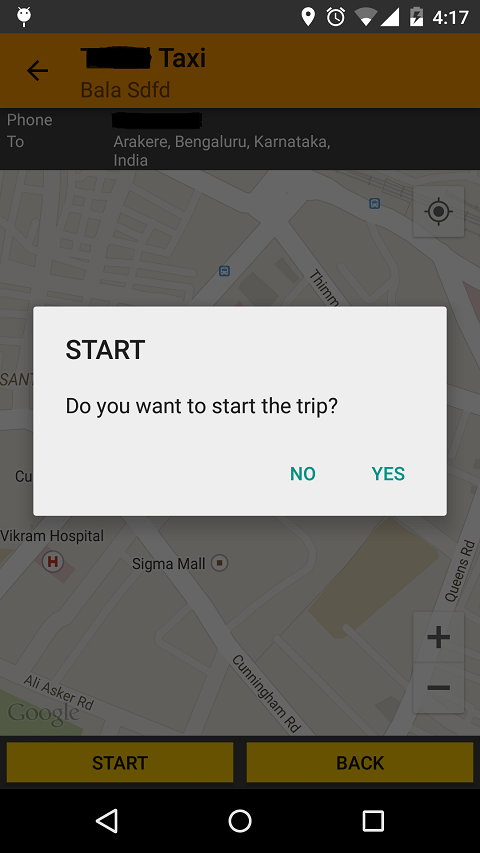 4:17
Taxi
Bala Sdfd
Phone
To Arakere, Bengaluru, Karnataka,
India
Thimm
SANT
START
Do you want to start the trip?
NO YES
Cu
Vikram Hospital
H
Sigma Mall
Queens Rd
+
Cunningham Rd
−
Ali Asker Rd
Google
START BACK